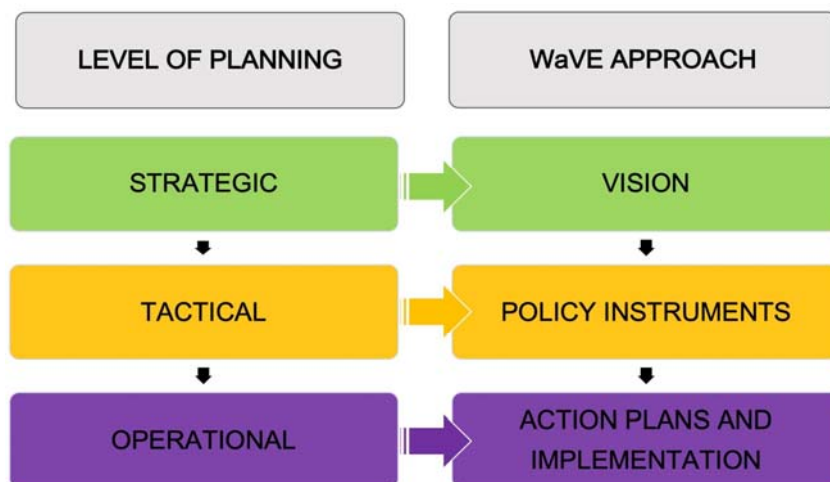 LEVEL OF PLANNING
WaVE APPROACH
STRATEGIC
VISION
TACTICAL
POLICY INSTRUMENTS
OPERATIONAL
ACTION PLANS AND
IMPLEMENTATION